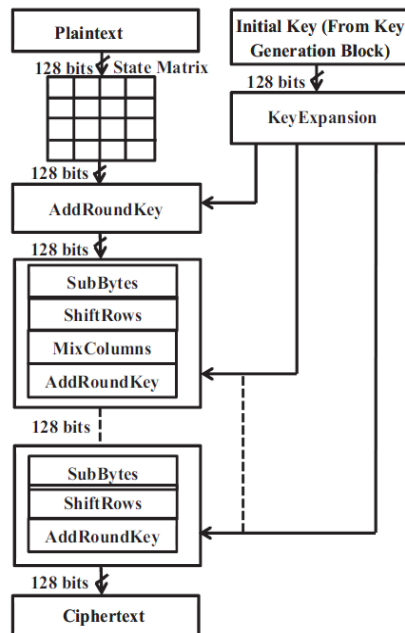 Plaintext
Initial Key (From Key
Generation Block)
128 bits
State Matrix
128 bits
KeyExpansion
128 bits
AddRoundKey
128 bits
SubBytes
ShiftRows
MixColumns
AddRoundKey
128 bits
SubBytes
ShiftRows
AddRoundKey
128 bits
Ciphertext